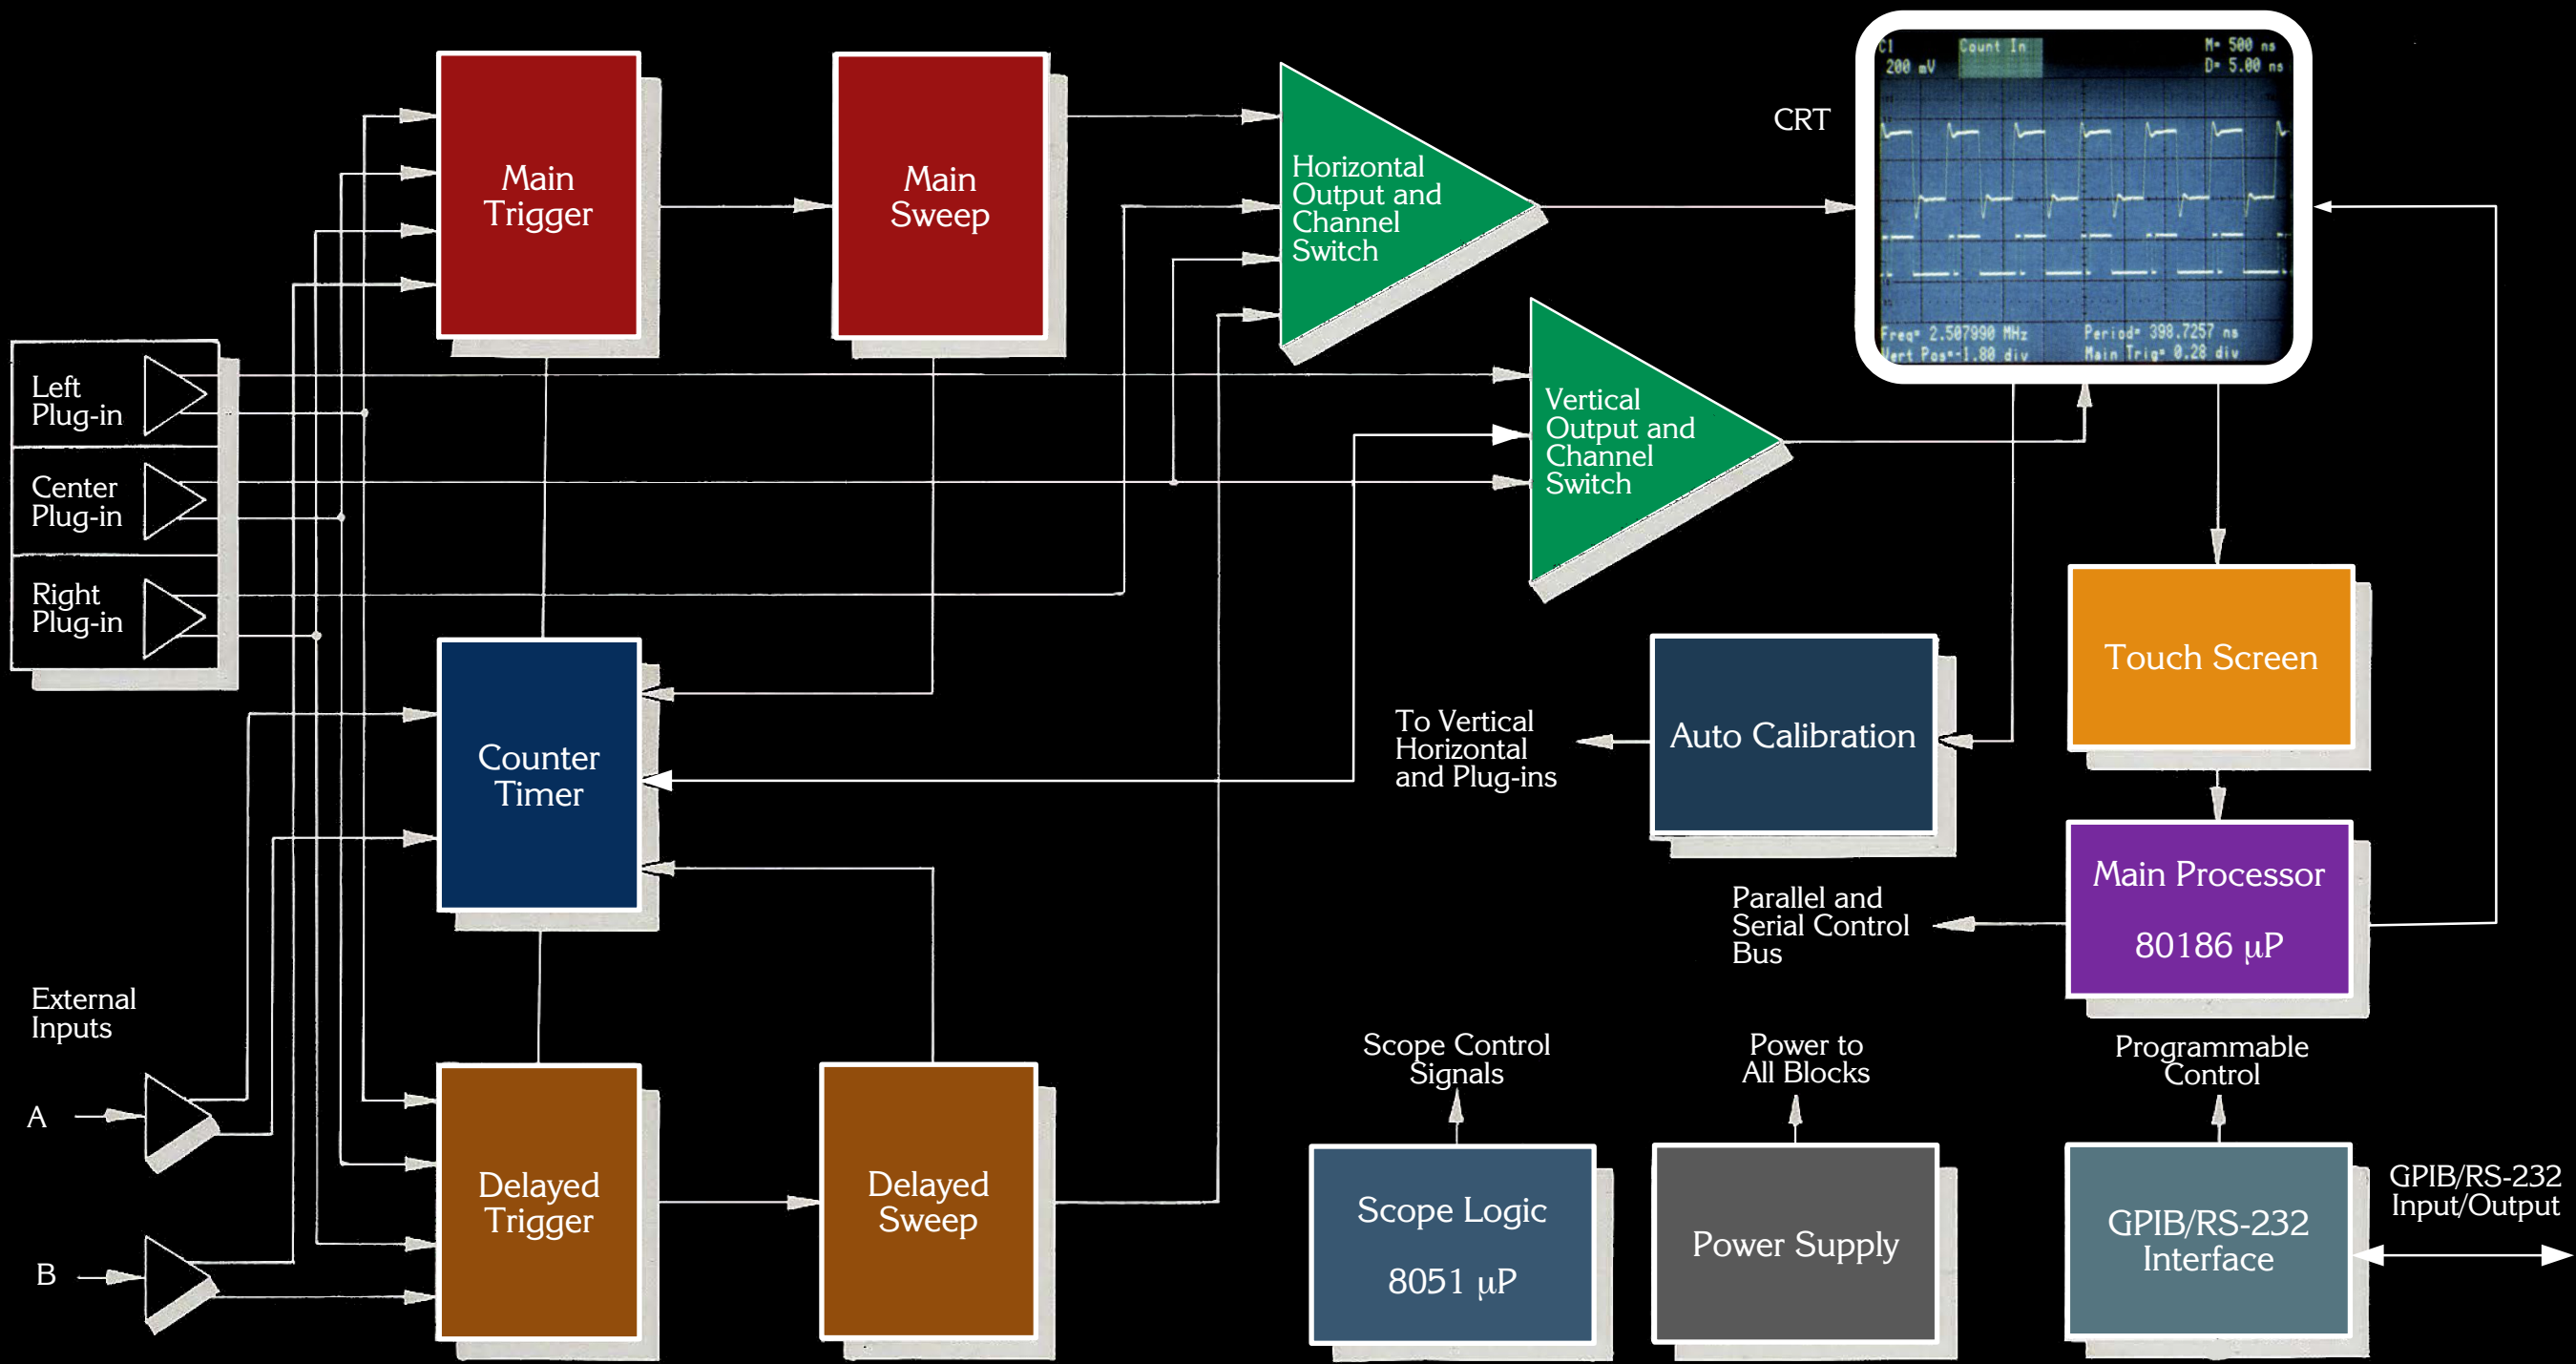 Main
Trigger
Main
Sweep
Horizontal
Output and
Channel
Switch
CRT
C1
Count In
M= 500 ns
200 mV
D= 5.00 ns
Freq= 2.507990 MHz
Period= 398.7257 ns
Vert Pos=-1.80 div
Main Trig= 0.28 div
Left
Plug-in
Center
Plug-in
Right
Plug-in
Vertical
Output and
Channel
Switch
Counter
Timer
To Vertical
Horizontal
and Plug-ins
Auto Calibration
Touch Screen
Main Processor
80186 µP
Parallel and
Serial Control
Bus
External
Inputs
A
B
Delayed
Trigger
Delayed
Sweep
Scope Control
Signals
Scope Logic
8051 µP
Power to
All Blocks
Power Supply
Programmable
Control
GPIB/RS-232
Interface
GPIB/RS-232
Input/Output